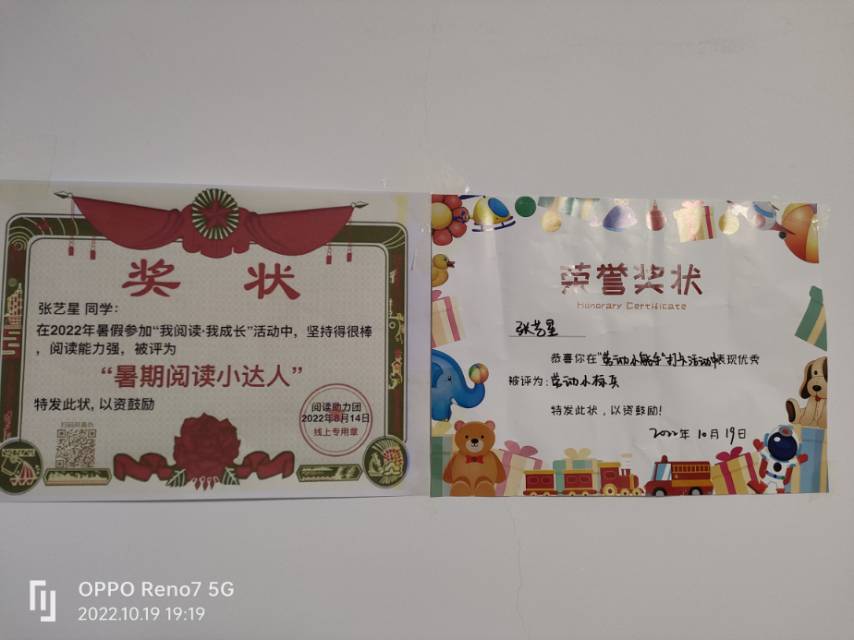 奖 状
张艺星 同学：
在2022年暑假参加“我阅读·我成长”活动中，坚持得很棒
，阅读能力强，被评为
“暑期阅读小达人”
特发此状，以资鼓励
扫码照真伪
阅读助力团
2022年8月14日
线上专用章
荣誉奖状
Honorary Certificate
张艺星
恭喜你在“劳动小能手”打卡活动中表现优秀
被评为：劳动小标兵
特发此状，以资鼓励！
2022年10月19日
OPPO Reno7 5G
2022.10.19 19:19